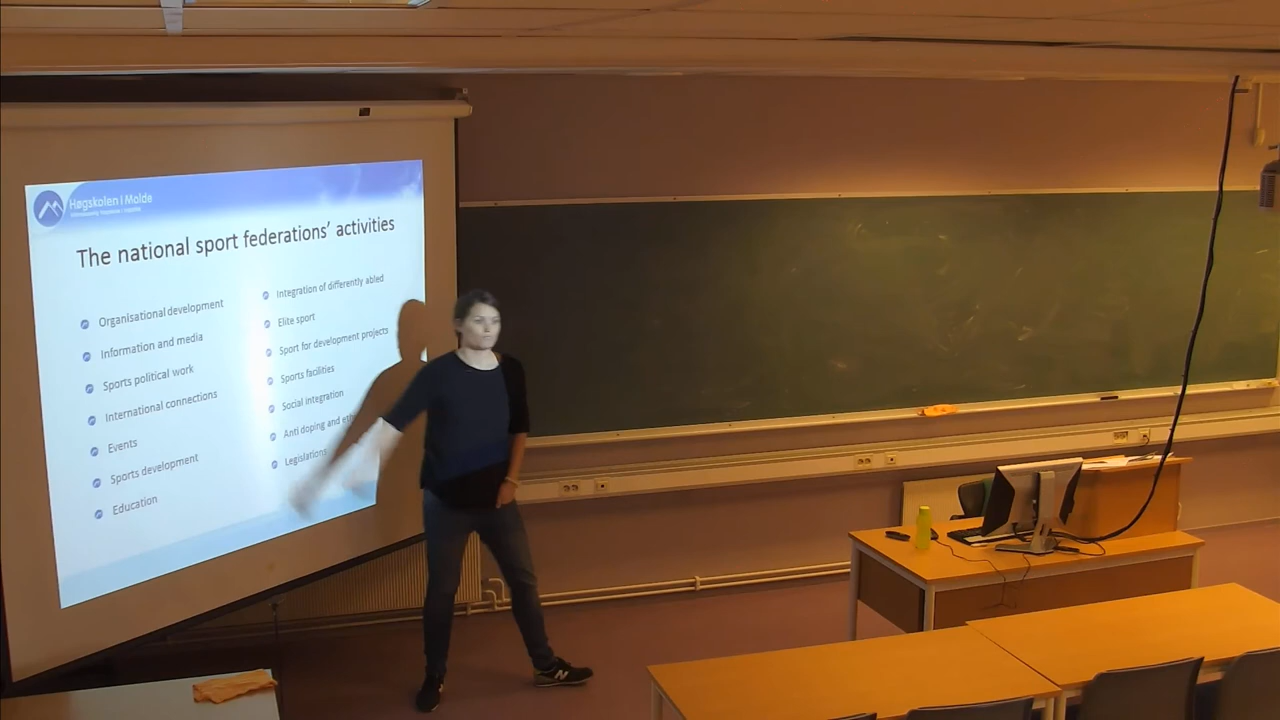 Høgskolen i Molde
The national sport federations' activities
Organisational development
Information and media
Sports political work
International connections
Events
Sports development
Education
Integration of differently abled
Elite sport
Sport for development projects
Sports facilities
Social integration
Anti doping and
Legislations
N